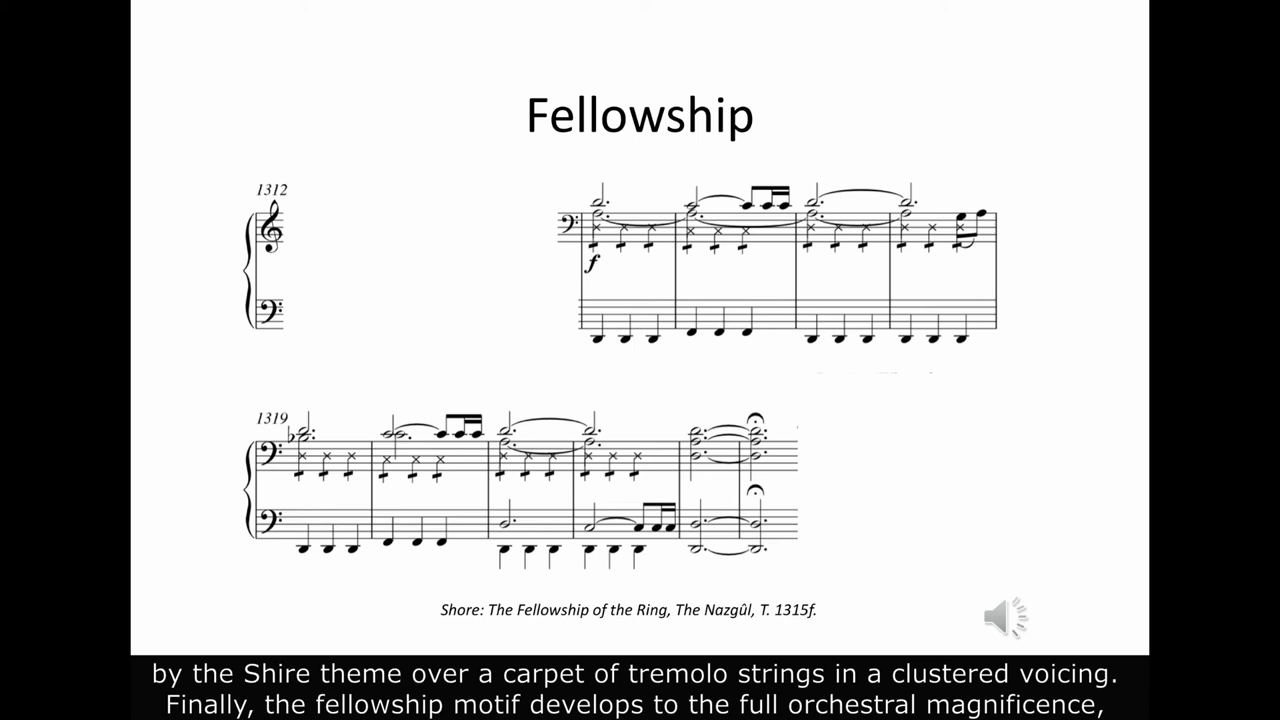 Fellowship
1312
f
1319
Shore: The Fellowship of the Ring, The Nazgûl, T. 1315f.
by the Shire theme over a carpet of tremolo strings in a clustered voicing.
Finally, the fellowship motif develops to the full orchestral magnificence,